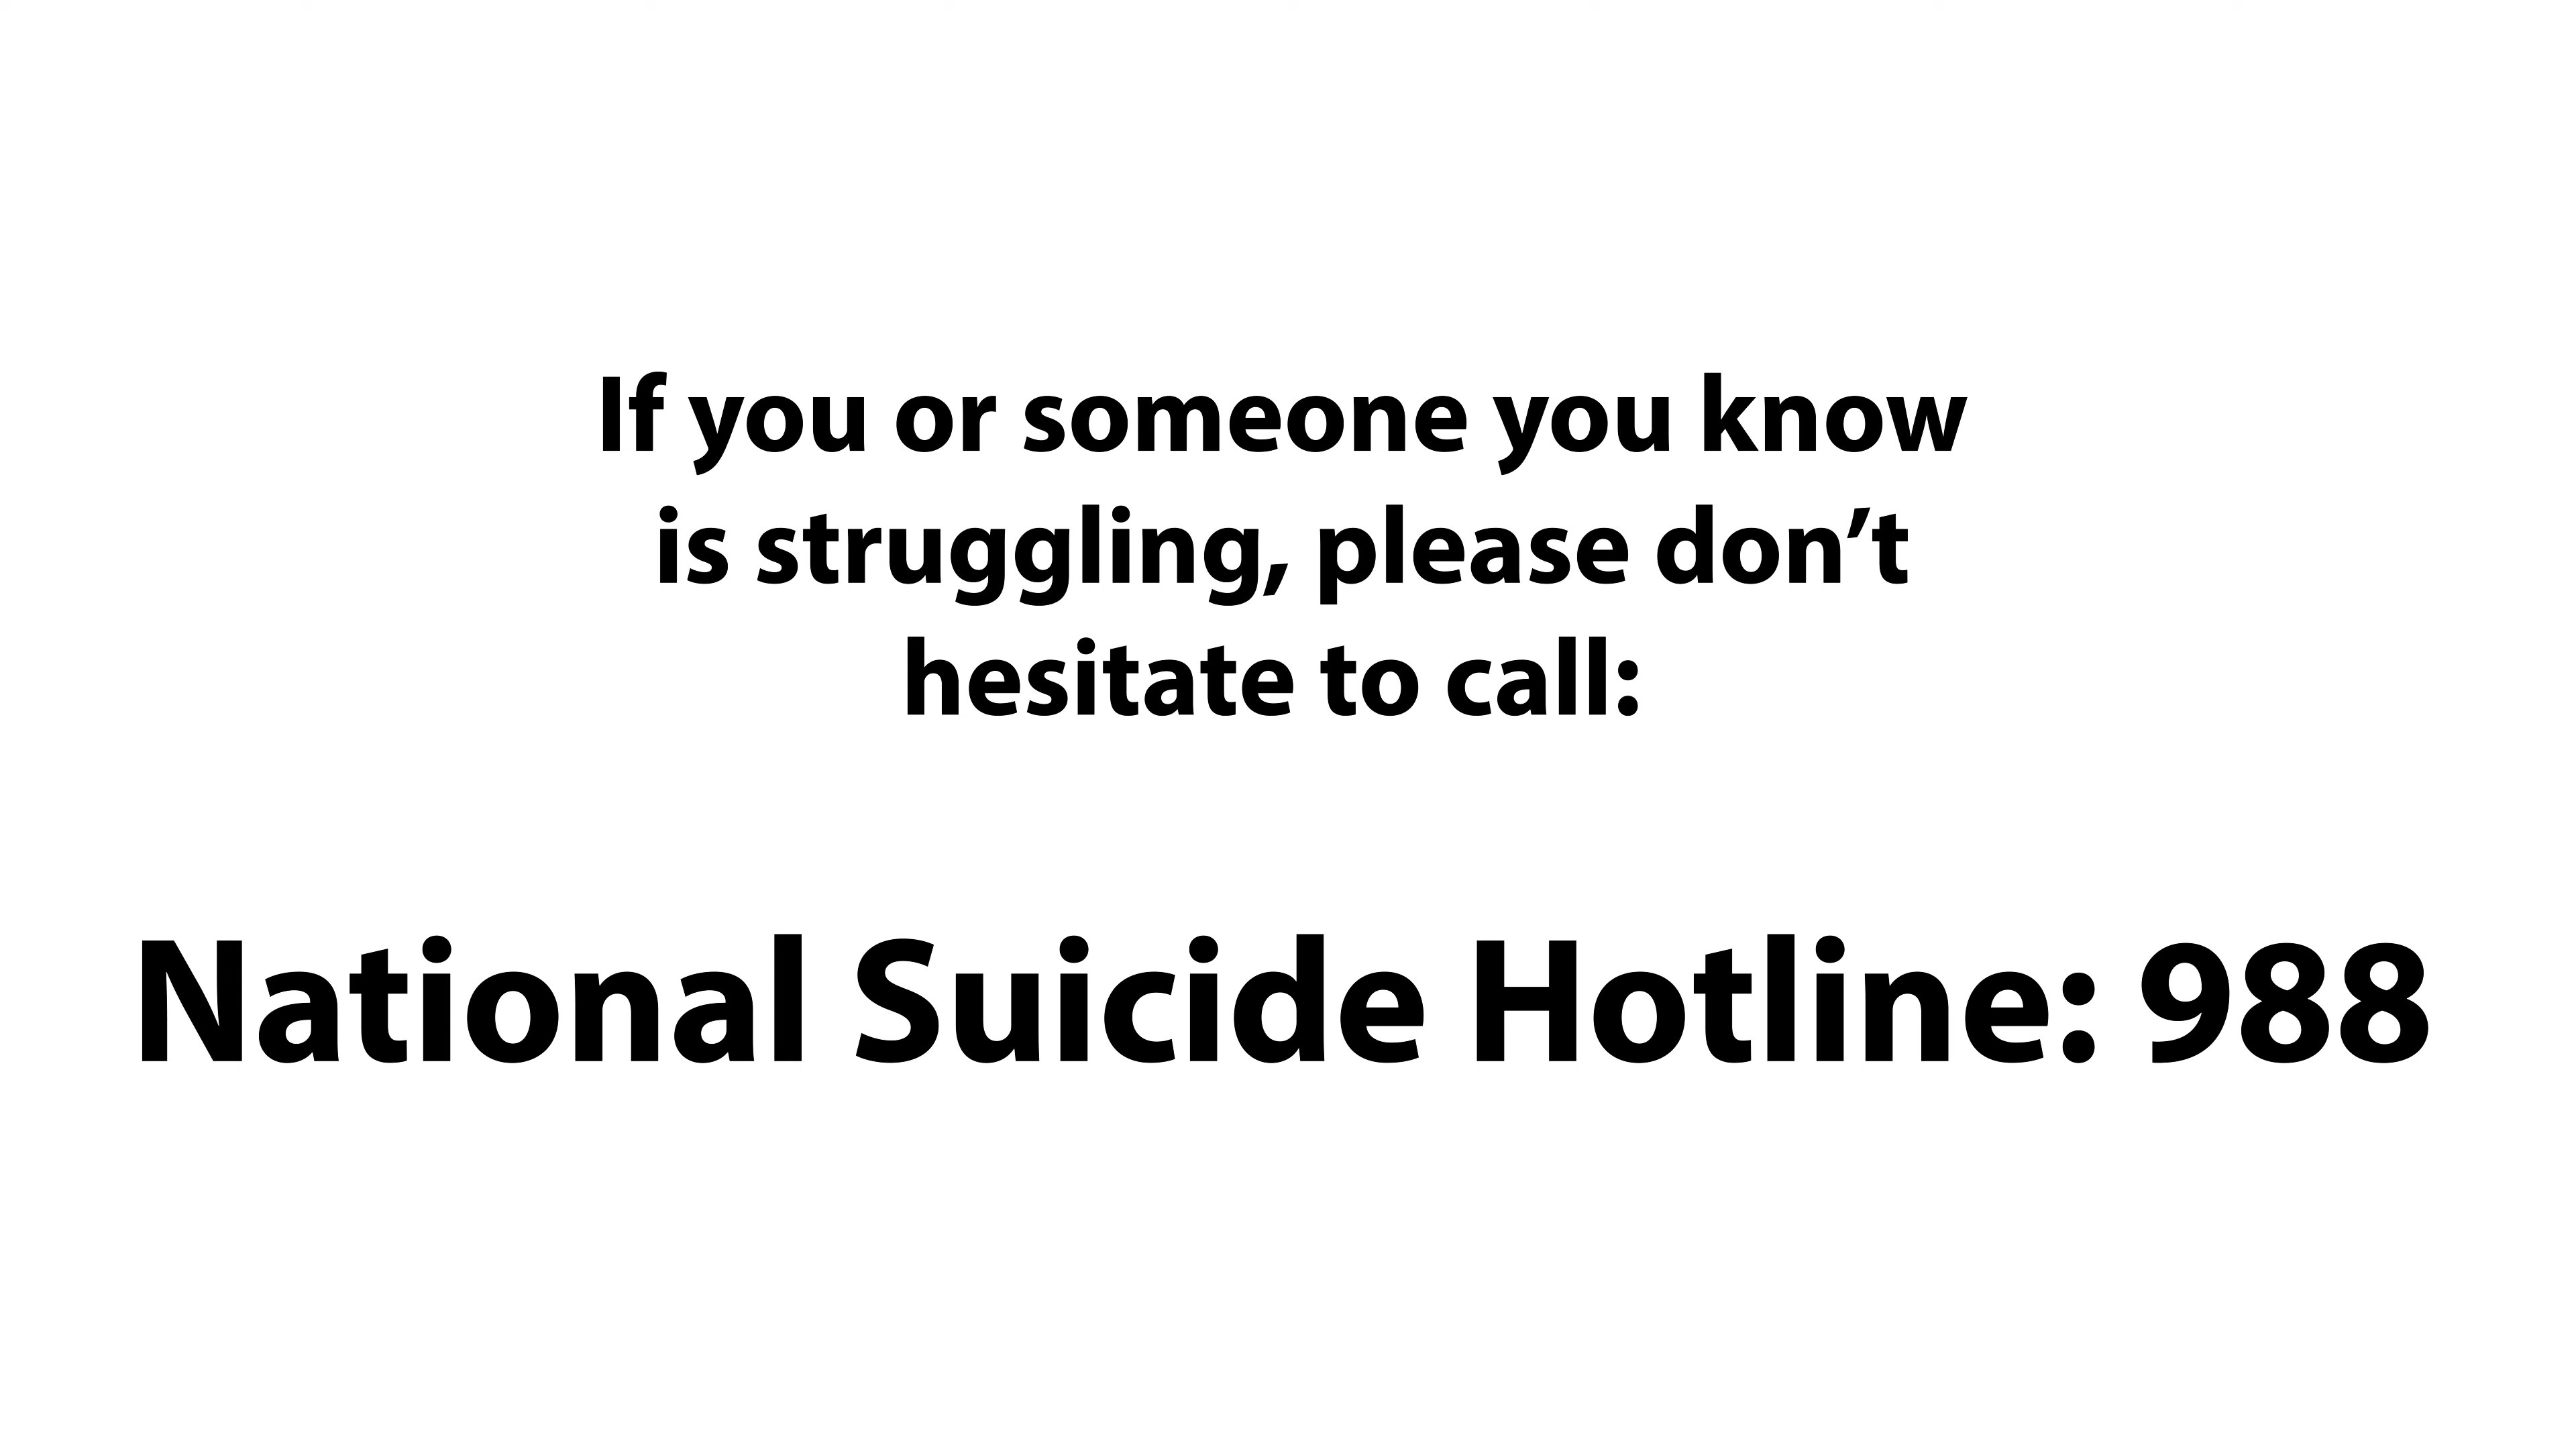 If you or someone you know
is struggling, please don’t
hesitate to call:
National Suicide Hotline: 988